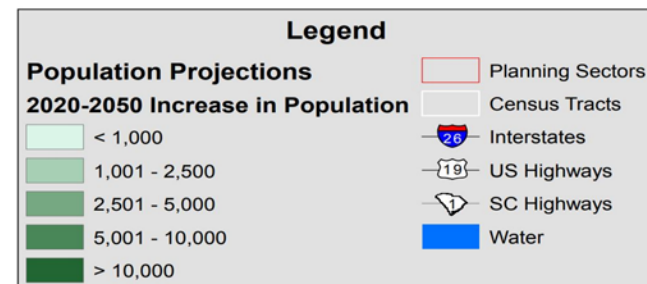 Legend
Population Projections
2020-2050 Increase in Population
< 1,000
1,001 - 2,500
2,501 - 5,000
5,001 - 10,000
> 10,000
Planning Sectors
Census Tracts
26 Interstates
19 US Highways
1 SC Highways
Water